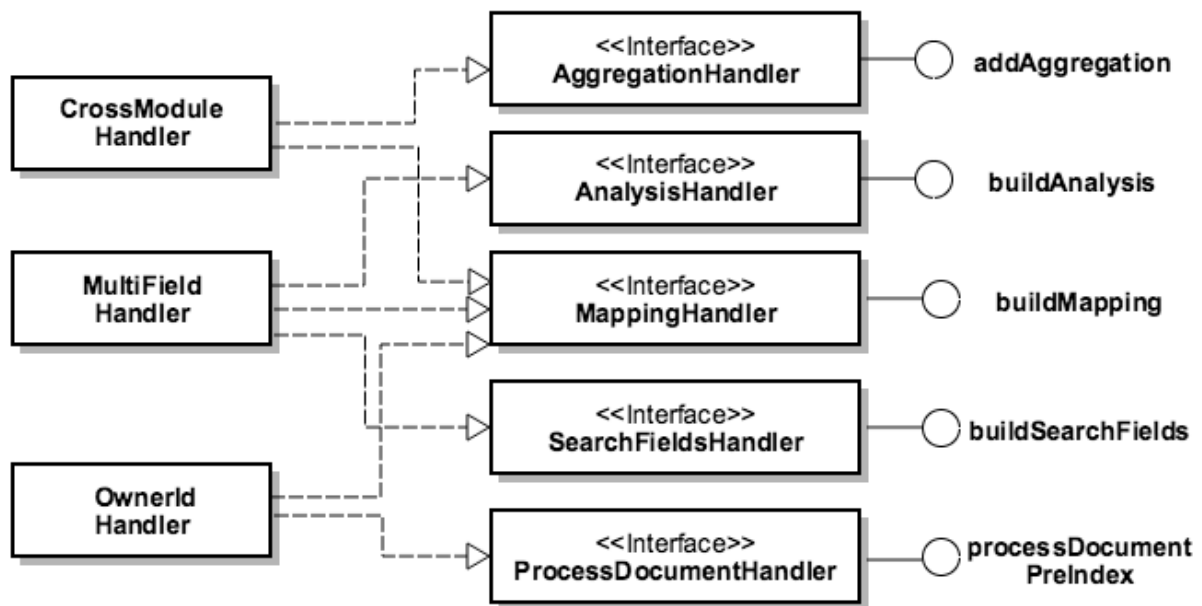 CrossModule
Handler
MultiField
Handler
OwnerId
Handler
<<Interface>>
AggregationHandler
<<Interface>>
AnalysisHandler
<<Interface>>
MappingHandler
<<Interface>>
SearchFieldsHandler
<<Interface>>
ProcessDocumentHandler
addAggregation
buildAnalysis
buildMapping
buildSearchFields
processDocument
PreIndex